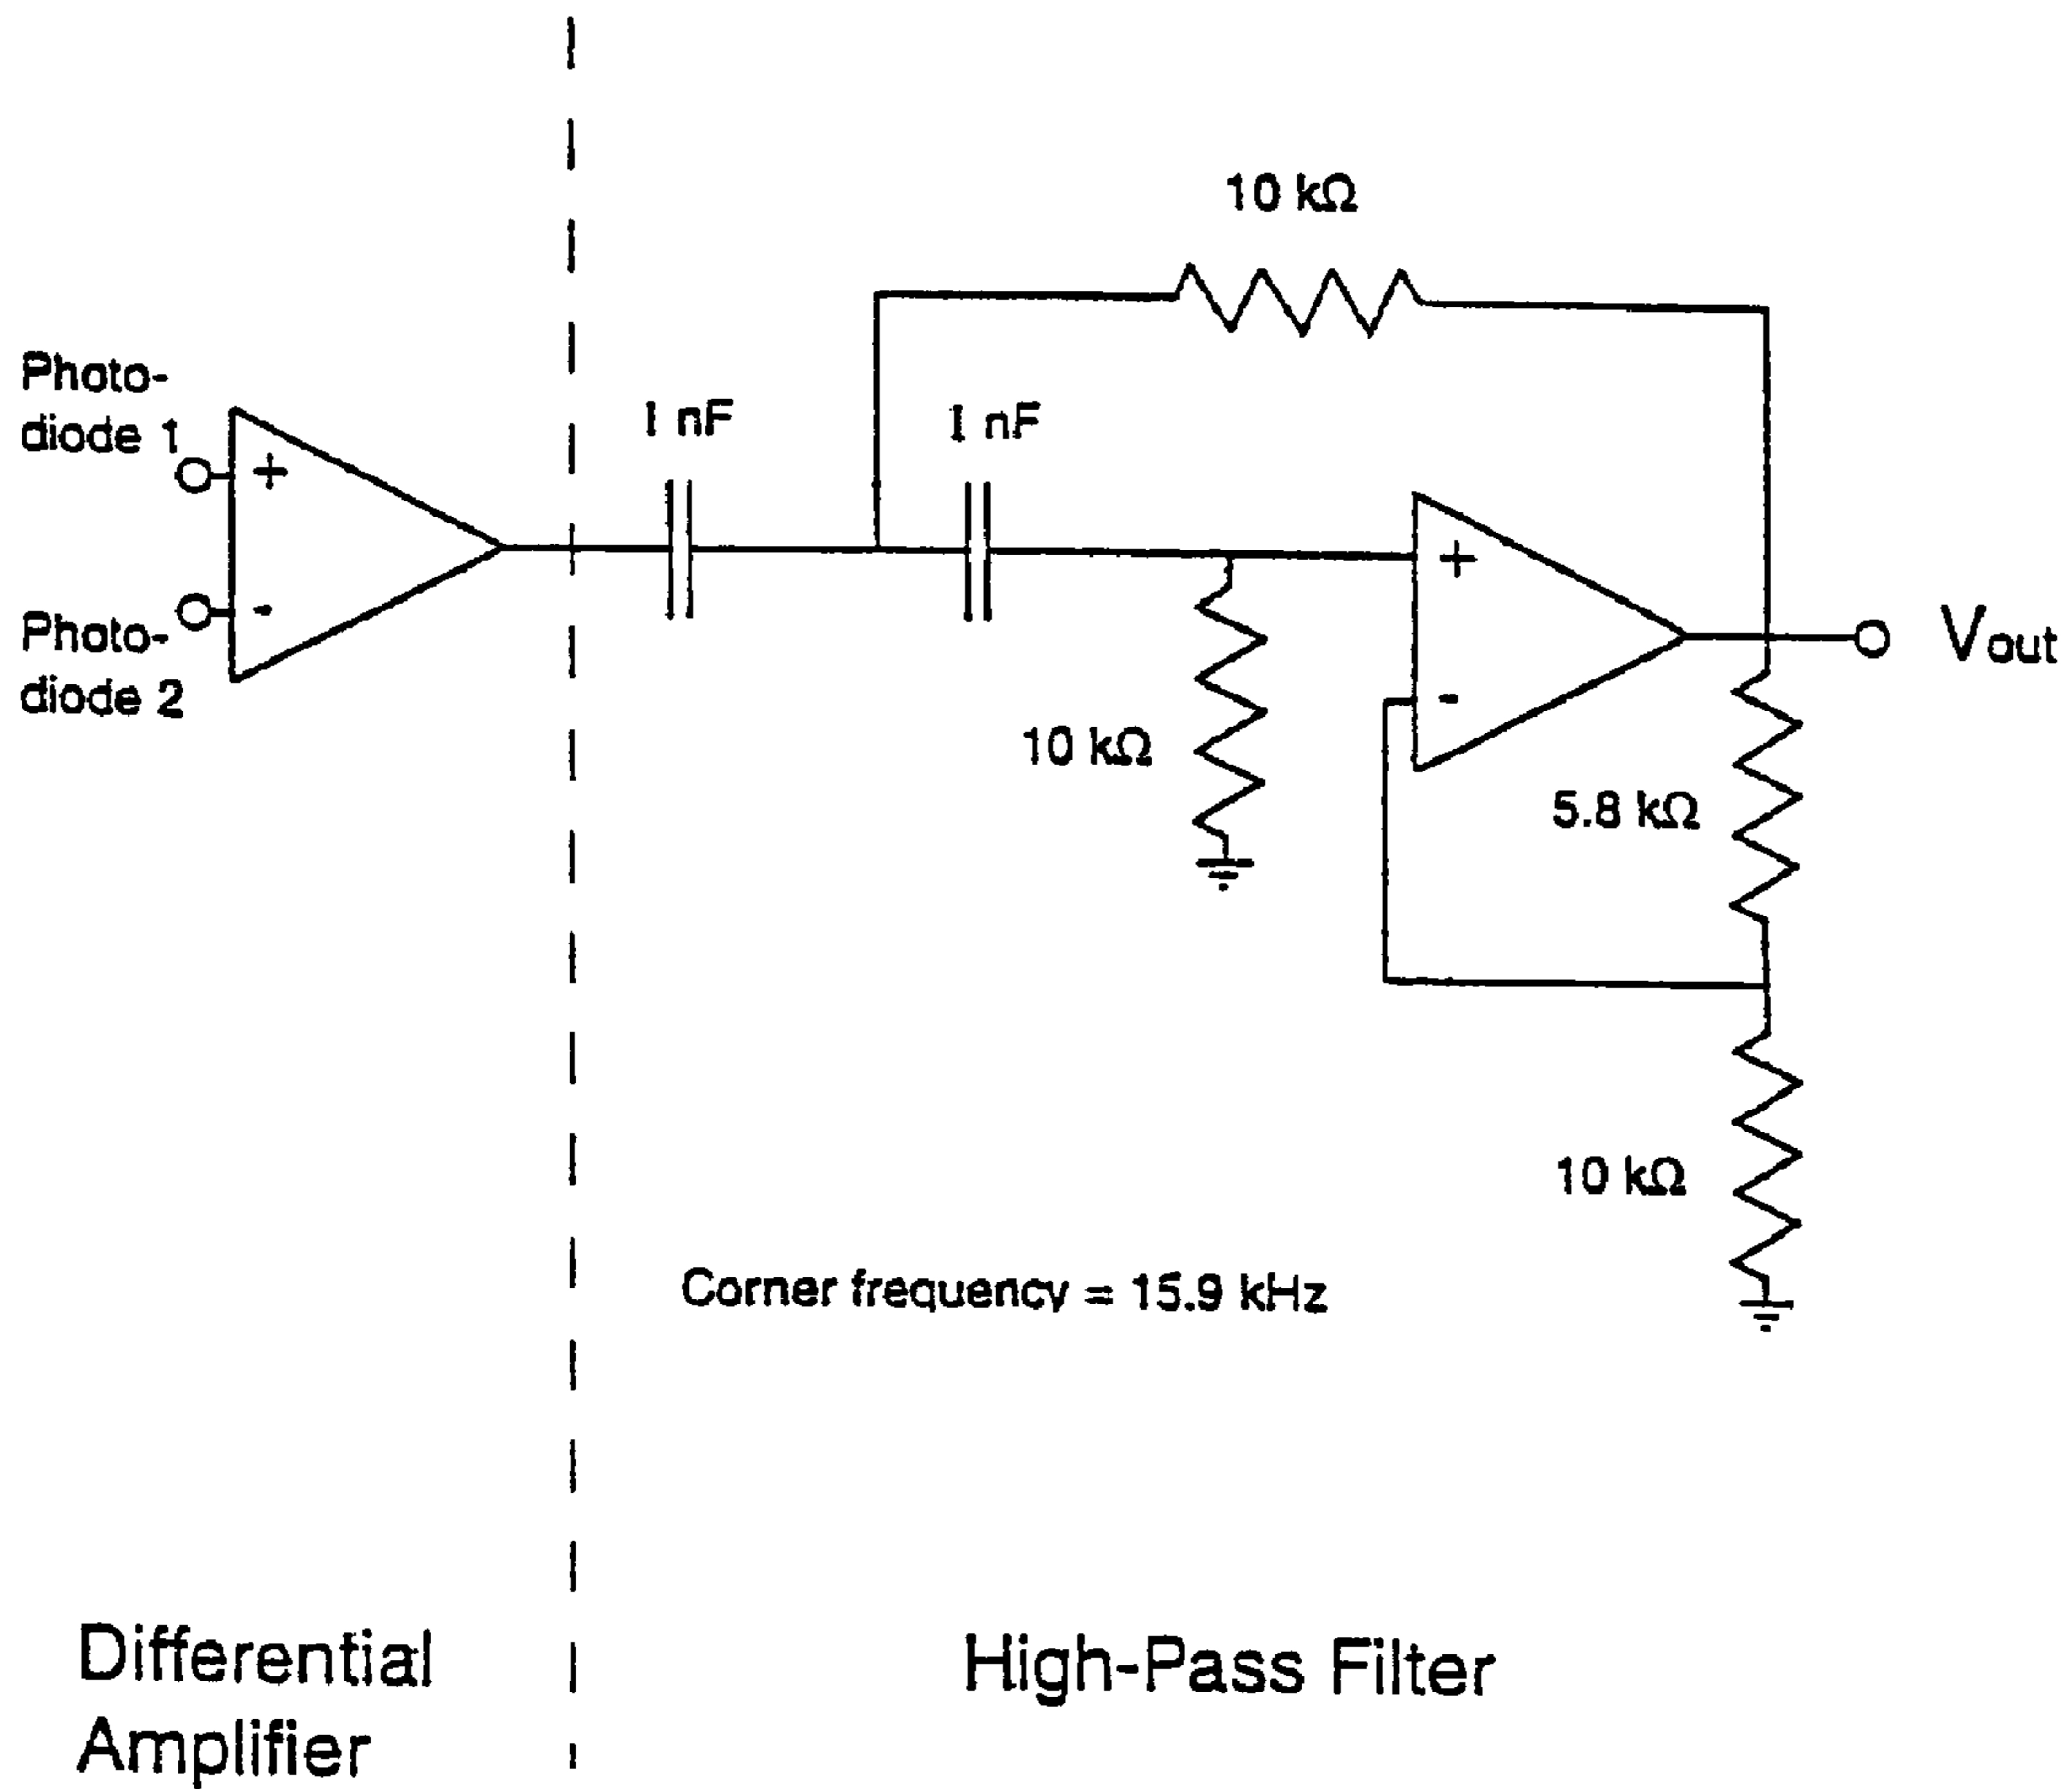 10 kΩ
Photo-
diode 1
1 nF
1 nF
+
+
-
-
Photo-
diode 2
Vout
10 kΩ
5.8 kΩ
10 kΩ
Corner frequency = 15.9 kHz
Differential
Amplifier
High-Pass Filter